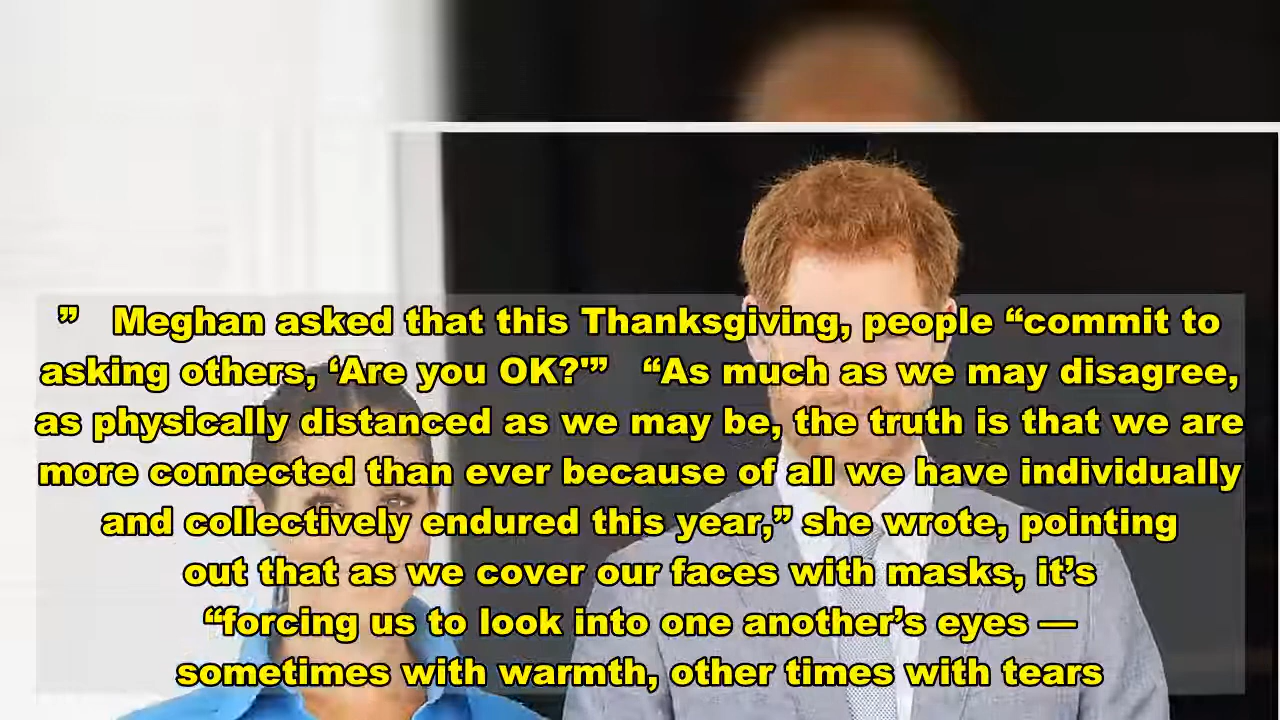 ”   Meghan asked that this Thanksgiving, people “commit to
asking others, ‘Are you OK?'”   “As much as we may disagree,
as physically distanced as we may be, the truth is that we are
more connected than ever because of all we have individually
and collectively endured this year,” she wrote, pointing
out that as we cover our faces with masks, it’s
“forcing us to look into one another’s eyes —
sometimes with warmth, other times with tears